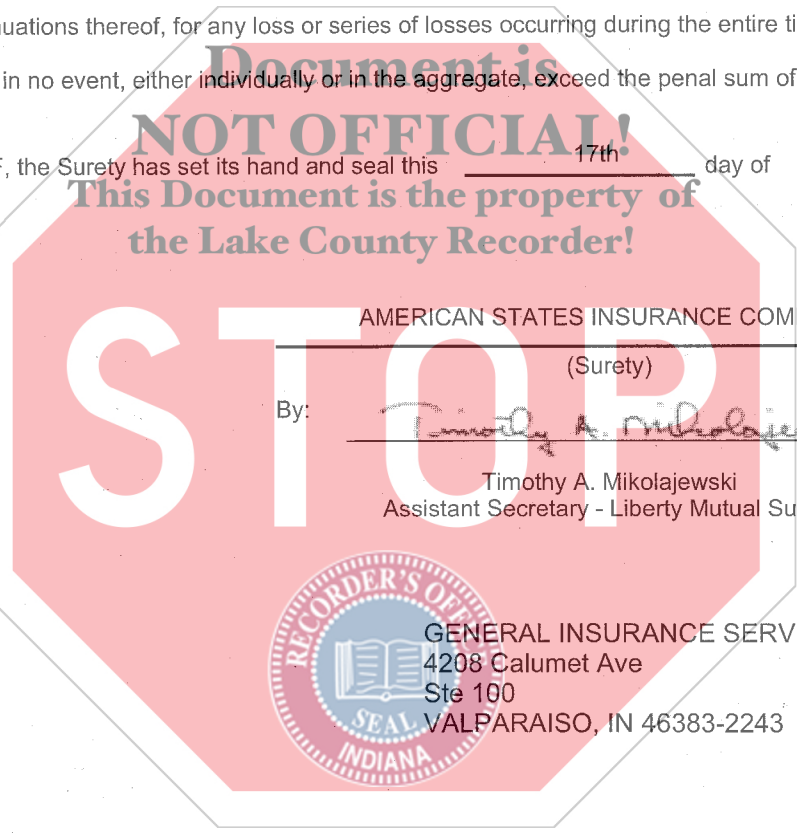 uations thereof, for any loss or series of losses occurring during the entire ti
Document is
in no event, either individually or in the aggregate, exceed the penal sum of
NOT OFFICIAL!
F, the Surety has set its hand and seal this 17th day of
This Document is the property of
the Lake County Recorder!
STOP
AMERICAN STATES INSURANCE COM
(Surety)
By: Timothy A. Mikolaje
Timothy A. Mikolajewski
Assistant Secretary - Liberty Mutual Su
RECORDER'S OFFICE
GENERAL INSURANCE SERV
4208 Calumet Ave
Ste 100
SEAL
VALPARAISO, IN 46383-2243
INDIANA